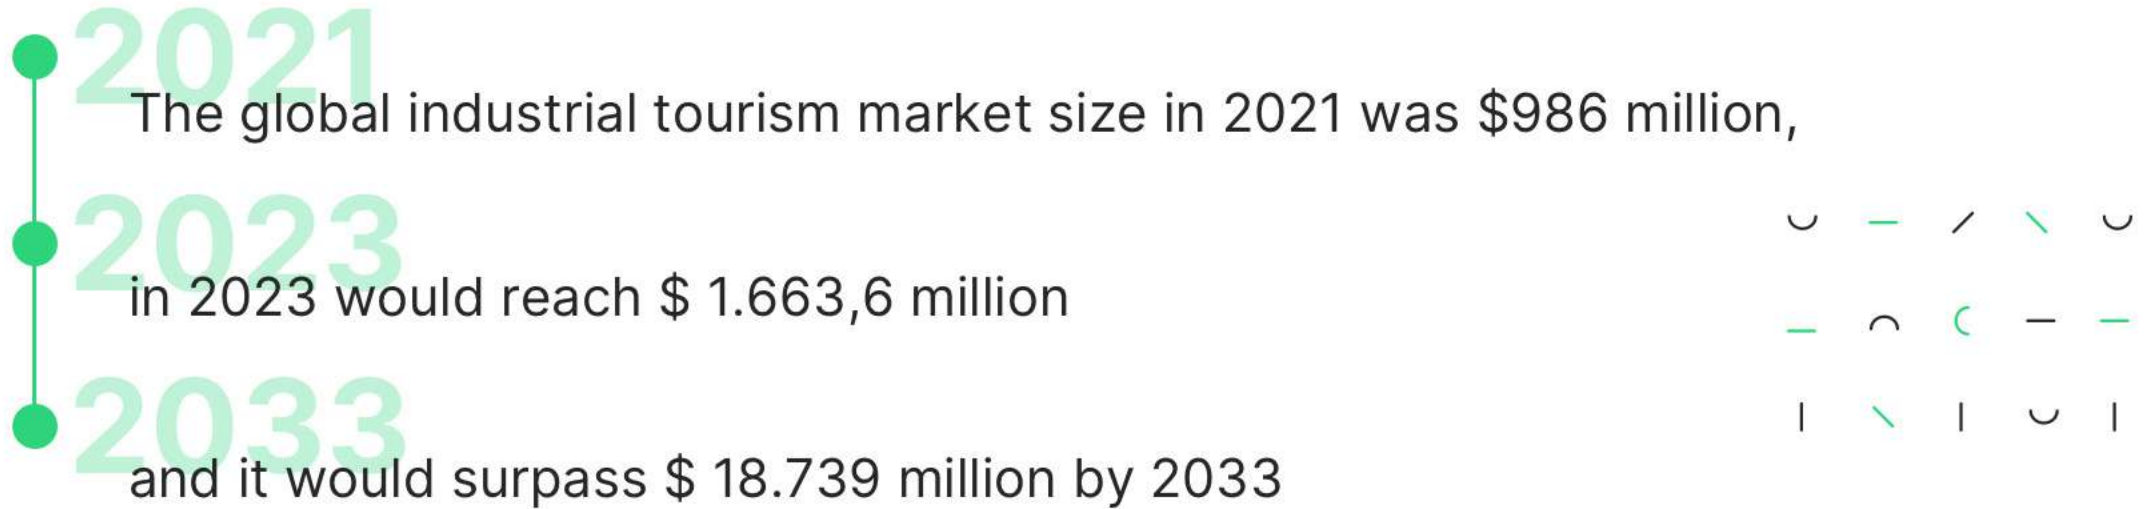 2021
The global industrial tourism market size in 2021 was $986 million,
2023
in 2023 would reach $ 1.663,6 million
2033
and it would surpass $ 18.739 million by 2033